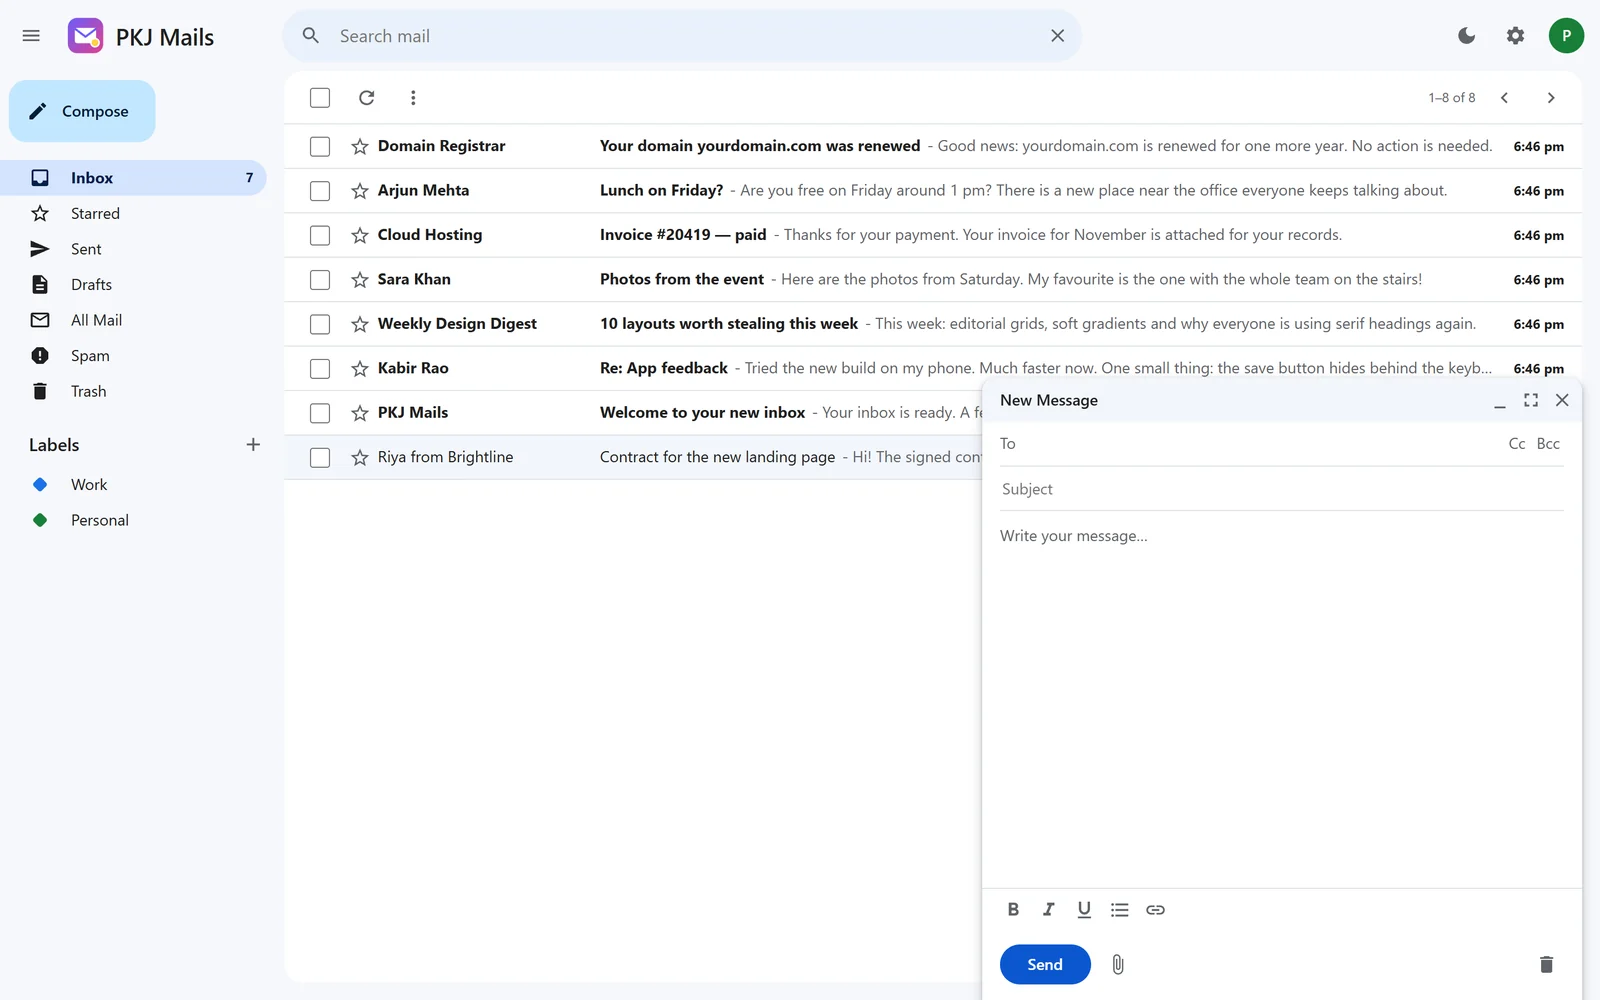 PKJ Mails
Search mail
P
Compose
Inbox 7
Starred
Sent
Drafts
All Mail
Spam
Trash
Labels
Work
Personal
1–8 of 8
Domain Registrar Your domain yourdomain.com was renewed - Good news: yourdomain.com is renewed for one more year. No action is needed. 6:46 pm
Arjun Mehta Lunch on Friday? - Are you free on Friday around 1 pm? There is a new place near the office everyone keeps talking about. 6:46 pm
Cloud Hosting Invoice #20419 — paid - Thanks for your payment. Your invoice for November is attached for your records. 6:46 pm
Sara Khan Photos from the event - Here are the photos from Saturday. My favourite is the one with the whole team on the stairs! 6:46 pm
Weekly Design Digest 10 layouts worth stealing this week - This week: editorial grids, soft gradients and why everyone is using serif headings again. 6:46 pm
Kabir Rao Re: App feedback - Tried the new build on my phone. Much faster now. One small thing: the save button hides behind the keyb... 6:46 pm
PKJ Mails Welcome to your new inbox - Your inbox is ready. A
Riya from Brightline Contract for the new landing page - Hi! The signed
New Message
To Cc Bcc
Subject
Write your message...
B I U
Send